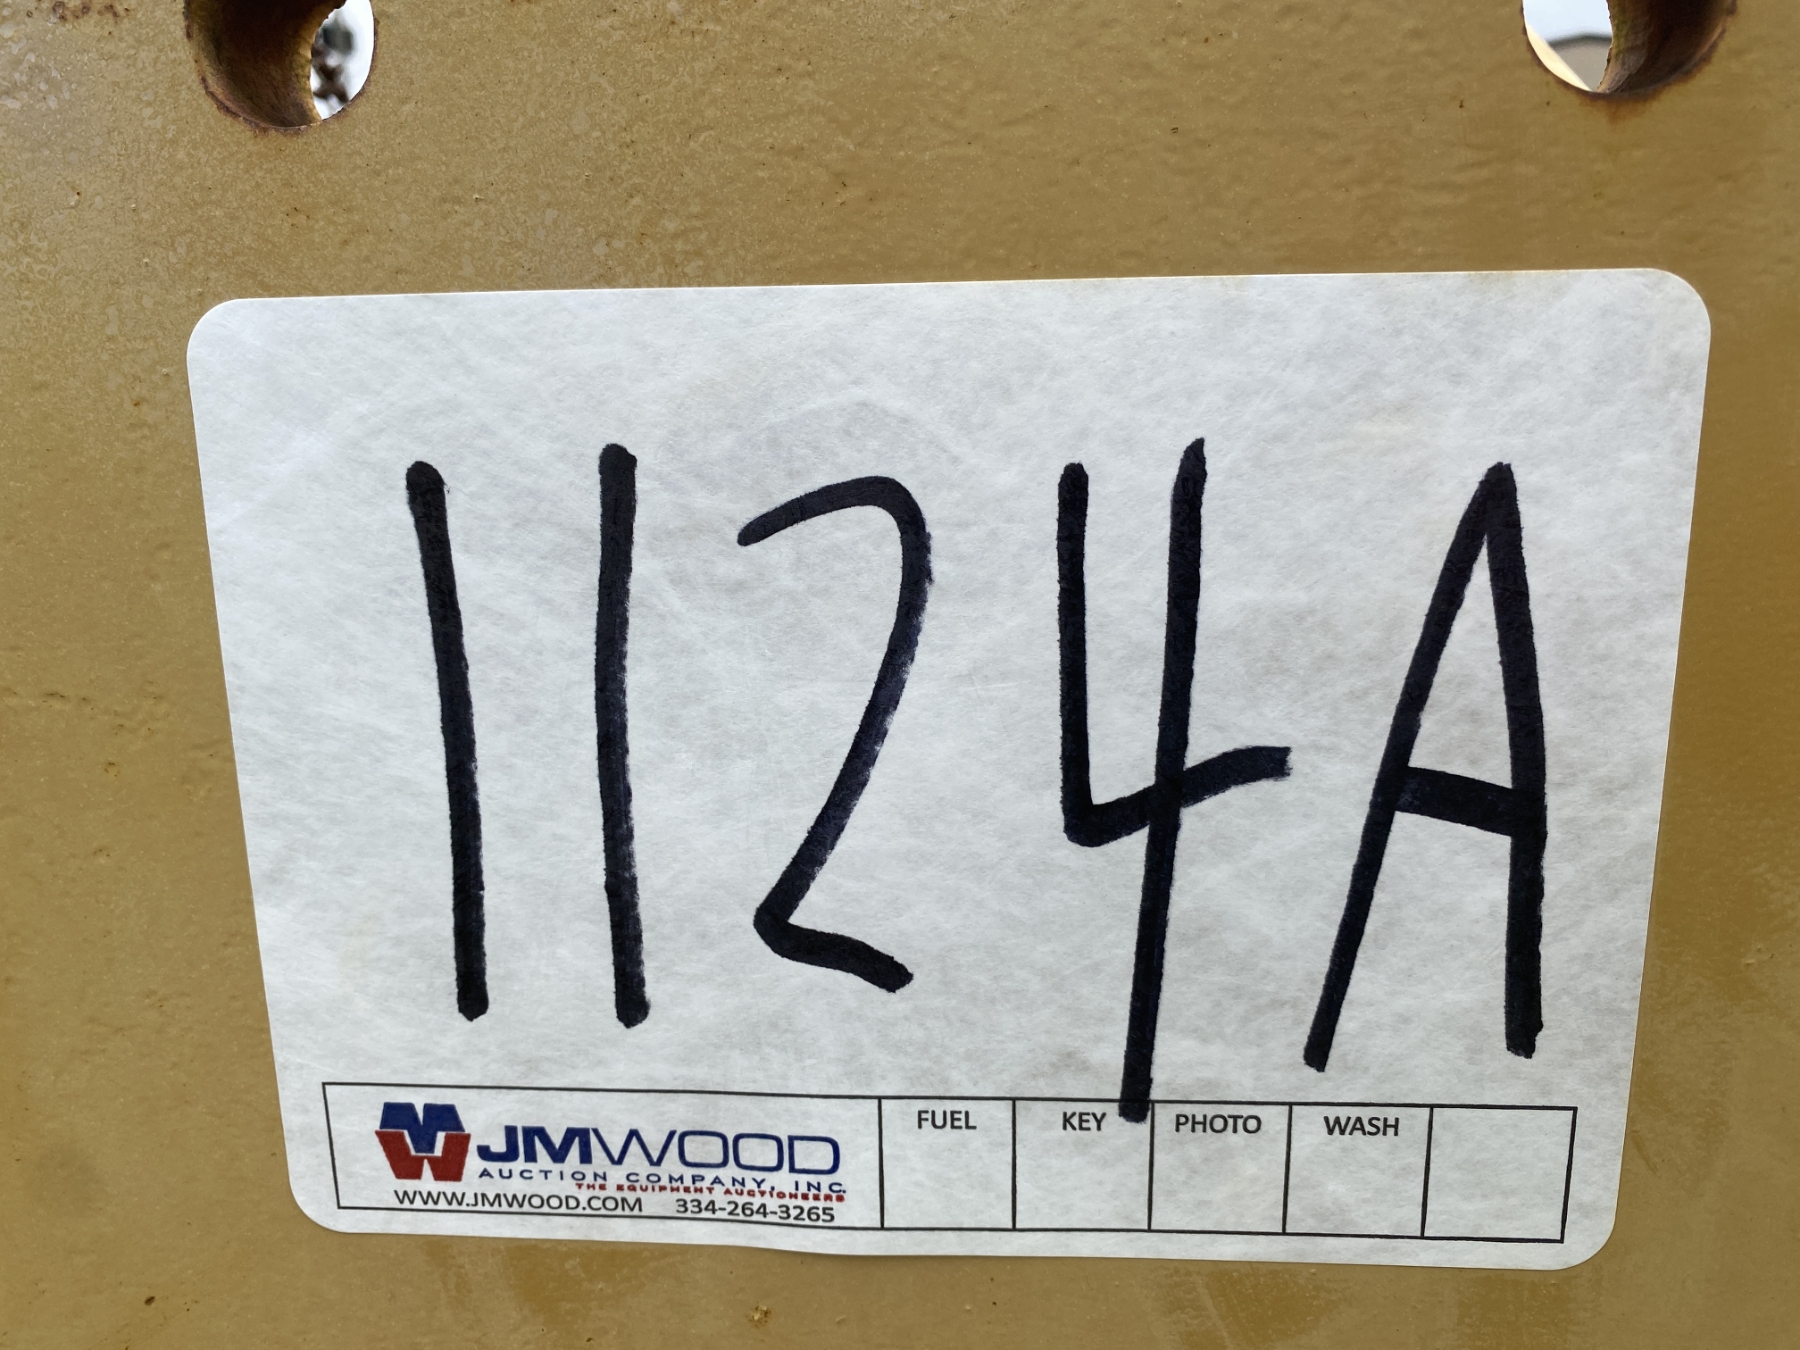 1124A
JMWOOD
AUCTION COMPANY, INC.
THE EQUIPMENT AUCTIONEERS
WWW.JMWOOD.COM 334-264-3265
FUEL KEY PHOTO WASH